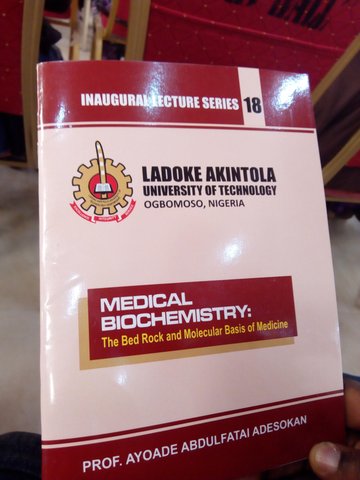 INAUGURAL LECTURE SERIES 18
LADOKE AKINTOLA
UNIVERSITY OF TECHNOLOGY
OGBOMOSO, NIGERIA
MEDICAL
BIOCHEMISTRY:
The Bed Rock and Molecular Basis of Medicine
PROF. AYOADE ABDULFATAI ADESOKAN